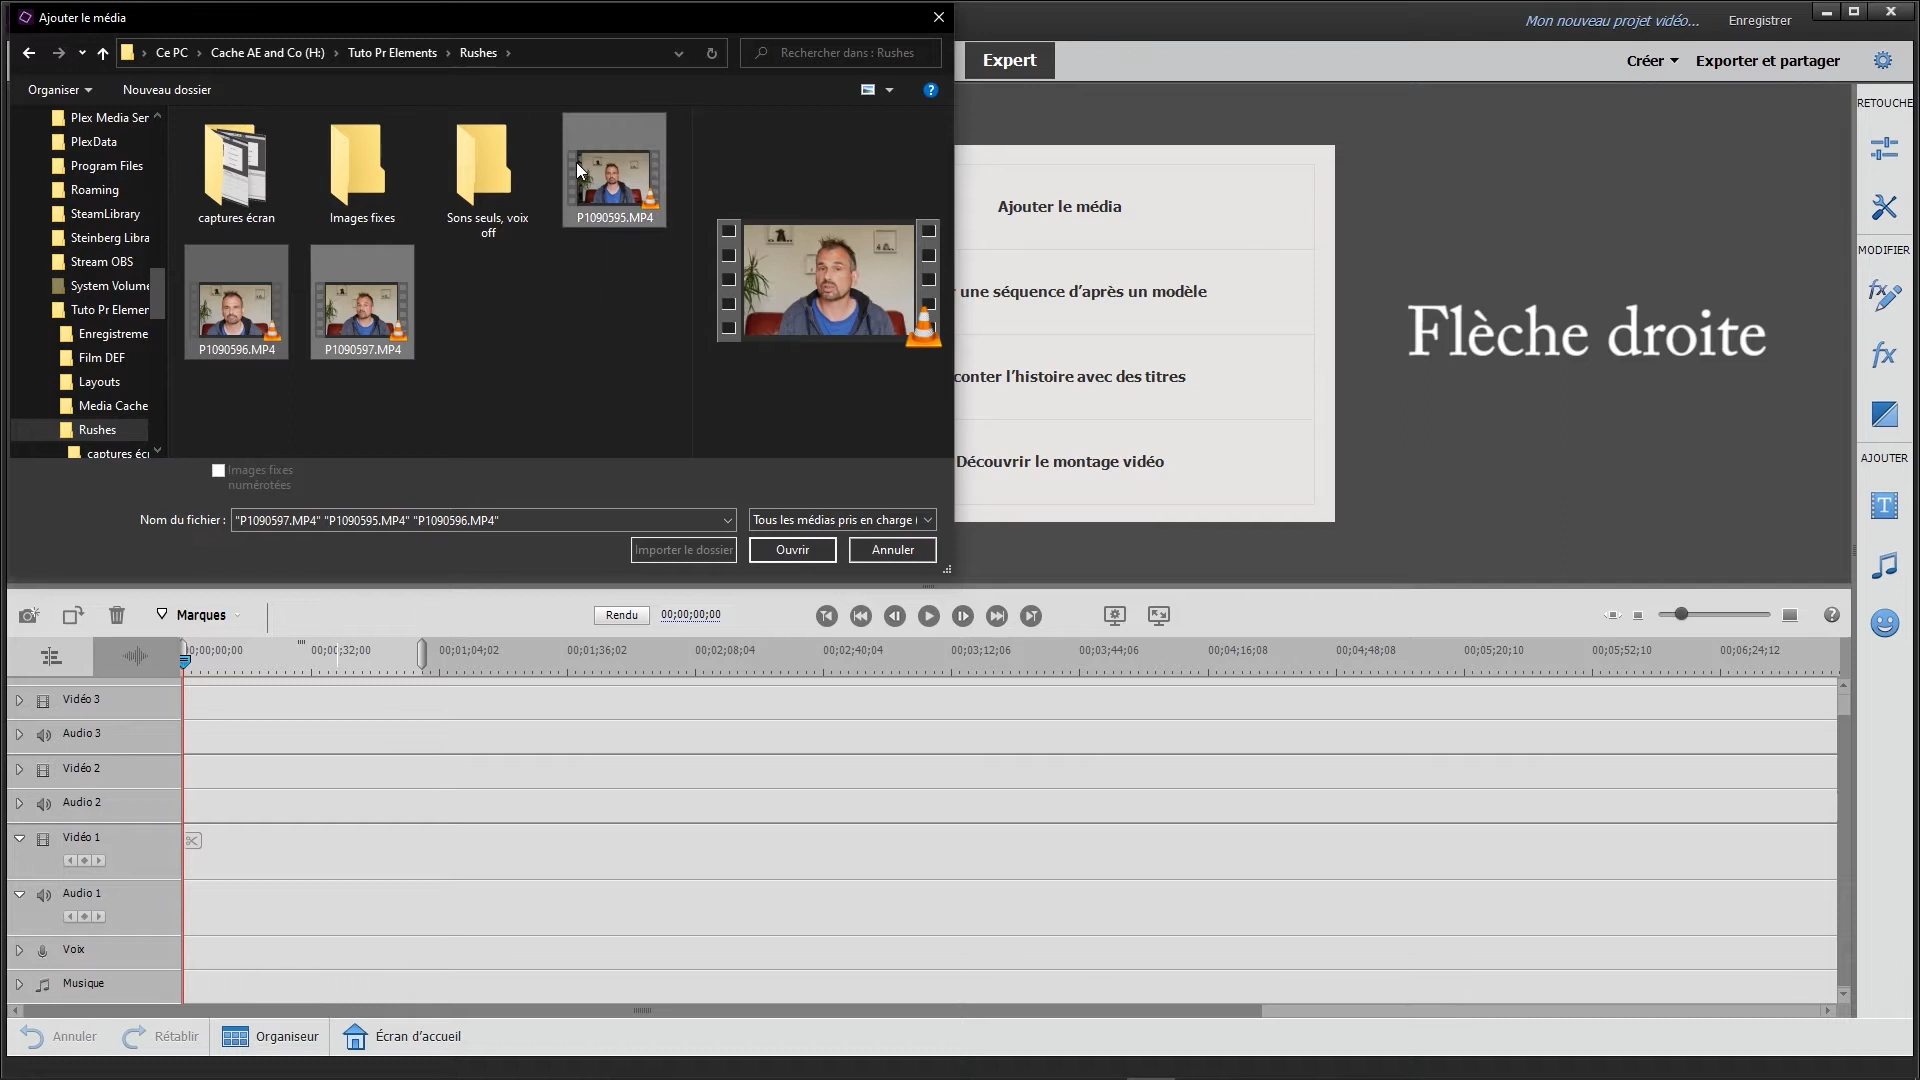 Ajouter le média
Mon nouveau projet vidéo...
Enregistrer
Ce PC
Cache AE and Co (H:)
Tuto Pr Elements
Rushes
Rechercher dans : Rushes
Expert
Créer
Exporter et partager
Organiser
Nouveau dossier
RETOUCHE
Plex Media Ser
PlexData
Program Files
Roaming
SteamLibrary
Steinberg Libra
Stream OBS
System Volume
Tuto Pr Elemen
Enregistreme
Film DEF
Layouts
Media Cache
Rushes
captures écr
captures écran
Images fixes
Sons seuls, voix
off
P1090595.MP4
P1090596.MP4
P1090597.MP4
Ajouter le média
une séquence d'après un modèle
conter l'histoire avec des titres
Découvrir le montage vidéo
Flèche droite
MODIFIER
AJOUTER
Images fixes
numérotées
Nom du fichier :
"P1090597.MP4" "P1090595.MP4" "P1090596.MP4"
Tous les médias pris en charge (
Importer le dossier
Ouvrir
Annuler
Marques
Rendu
00;00;00;00
0;00;00;00
00;00;32;00
00;01;04;02
00;01;36;02
00;02;08;04
00;02;40;04
00;03;12;06
00;03;44;06
00;04;16;08
00;04;48;08
00;05;20;10
00;05;52;10
00;06;24;12
Vidéo 3
Audio 3
Vidéo 2
Audio 2
Vidéo 1
Audio 1
Voix
Musique
Annuler
Rétablir
Organiseur
Écran d'accueil